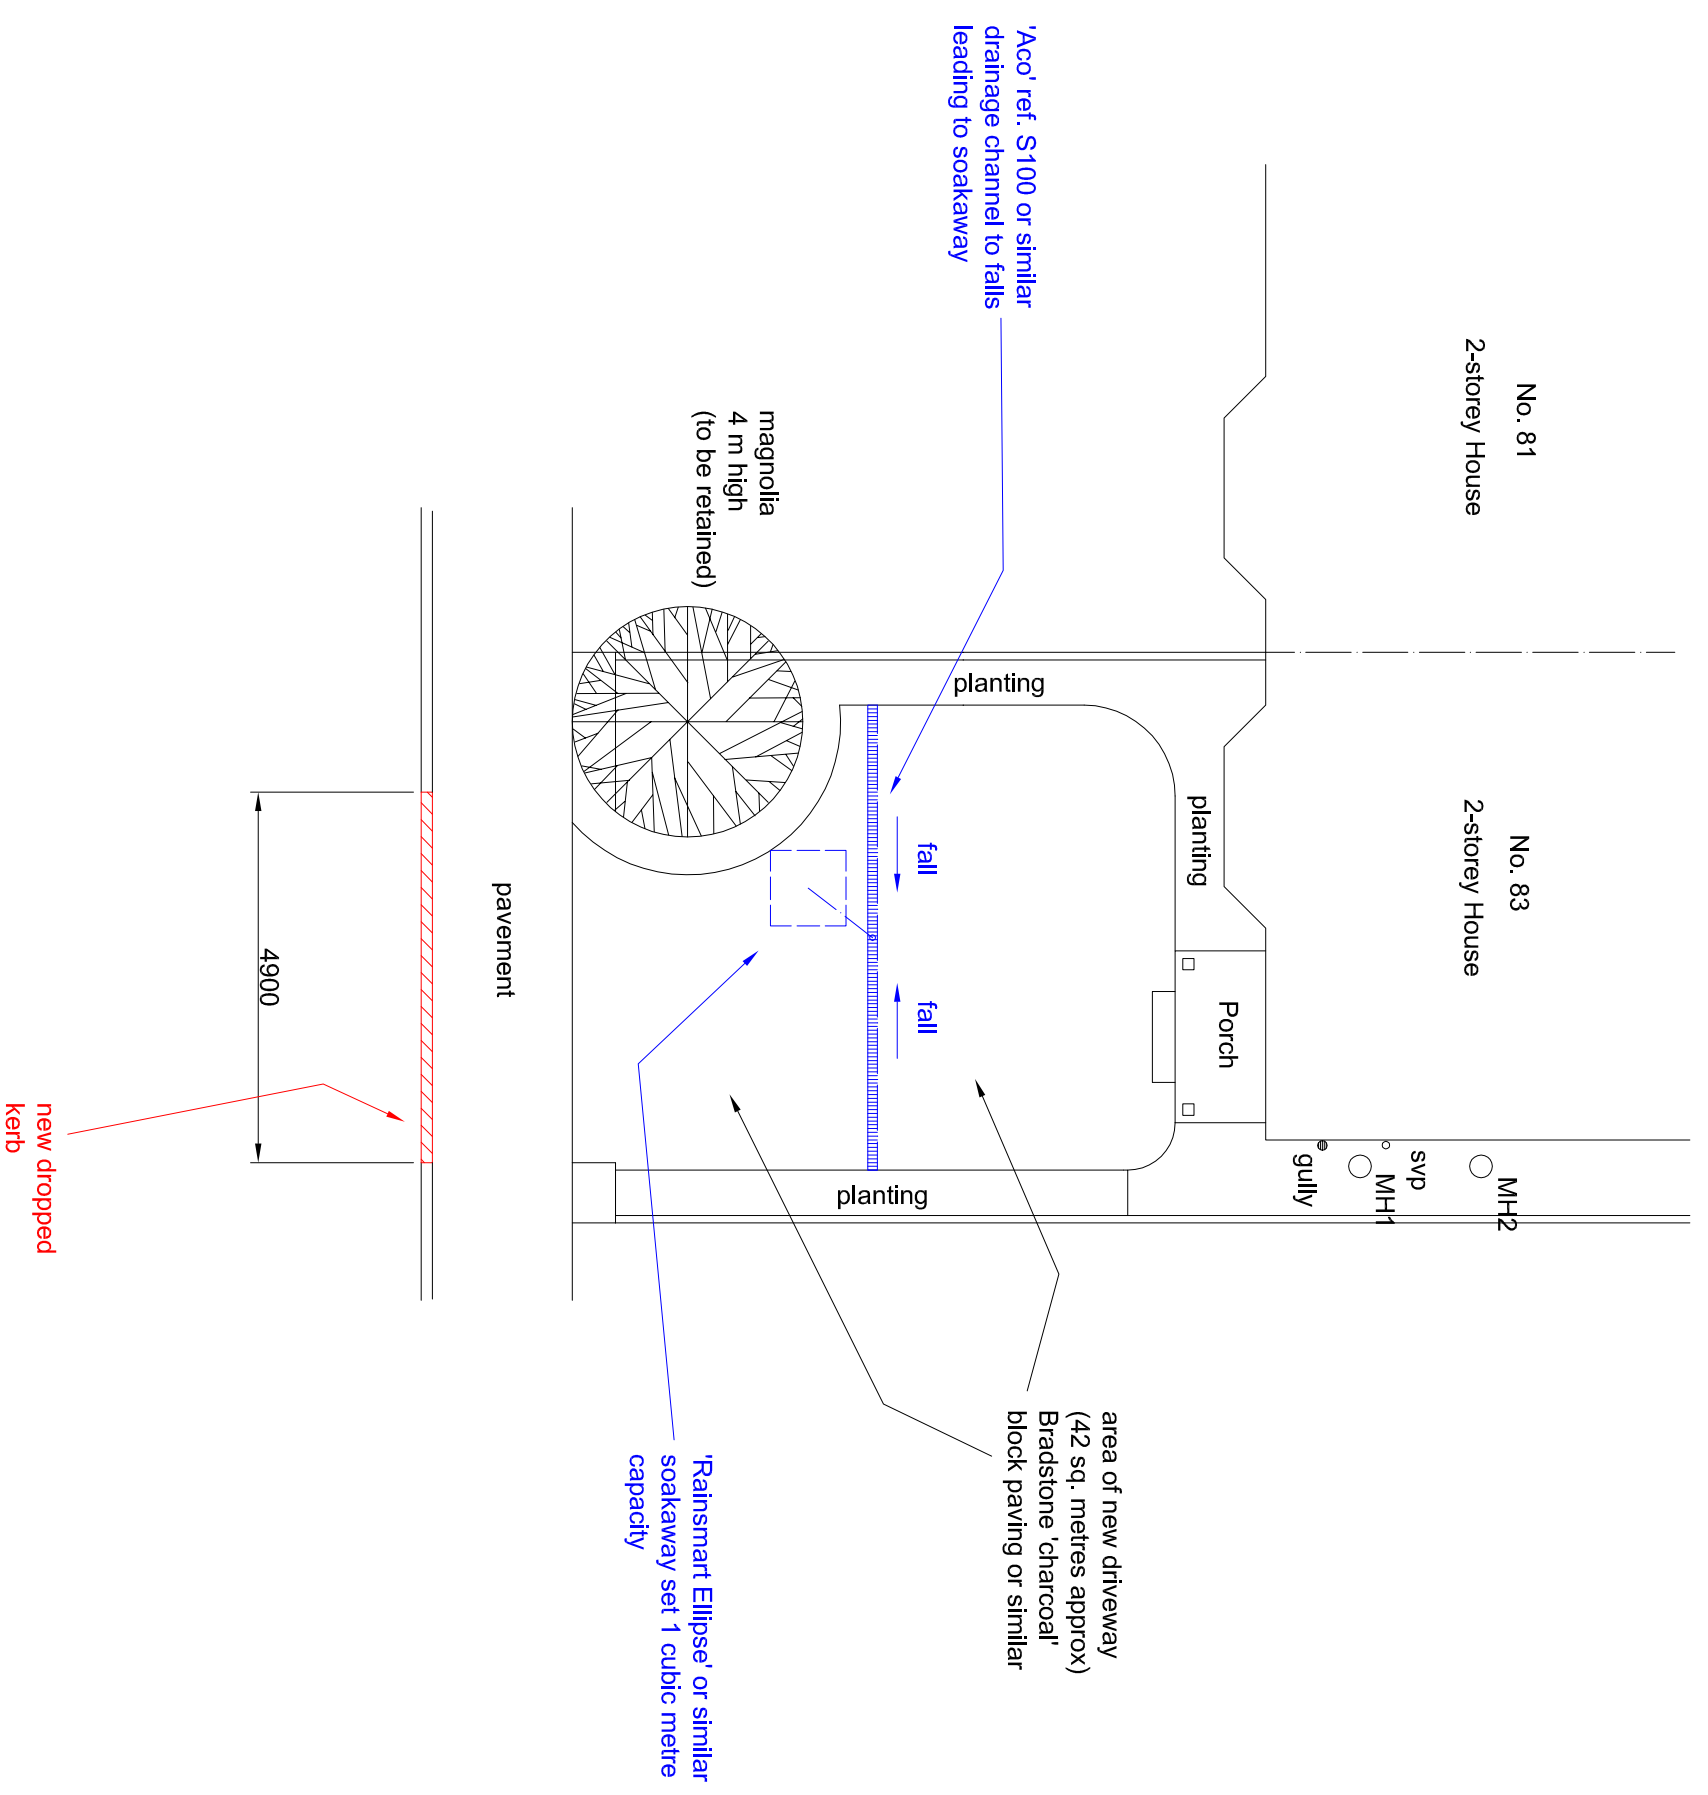 No. 81
2-storey House
No. 83
2-storey House
MH2
svp
MH1
gully
Porch
planting
planting
planting
'Aco' ref. S100 or similar
drainage channel to falls
leading to soakaway
fall
fall
magnolia
4 m high
(to be retained)
area of new driveway
(42 sq. metres approx)
Bradstone 'charcoal'
block paving or similar
'Rainsmart Ellipse' or similar
soakaway set 1 cubic metre
capacity
pavement
4900
new dropped
kerb